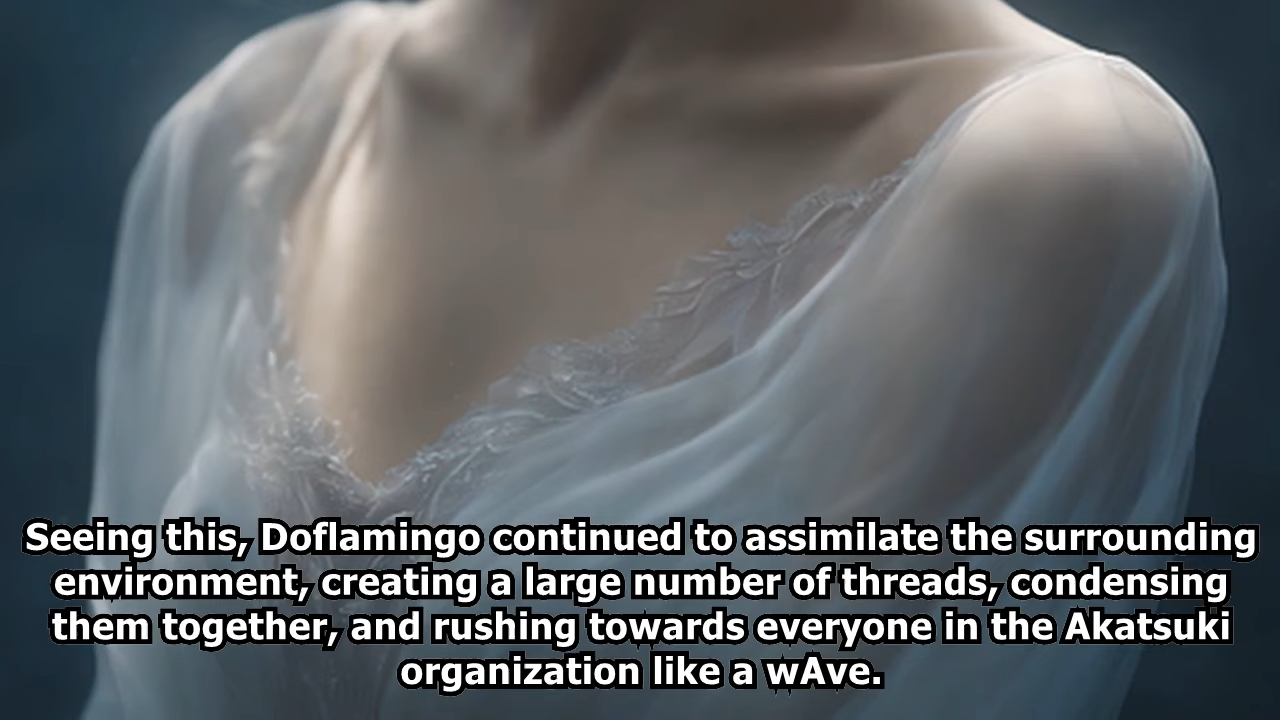 Seeing this, Doflamingo continued to assimilate the surrounding
environment, creating a large number of threads, condensing
them together, and rushing towards everyone in the Akatsuki
organization like a wAve.